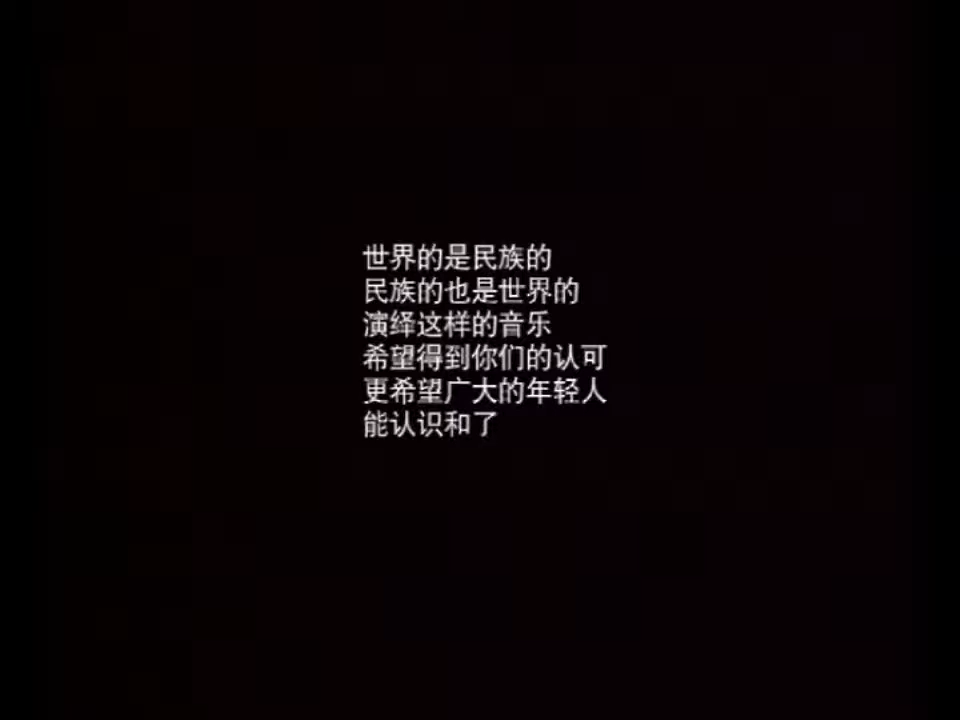 世界的是民族的
民族的也是世界的
演绎这样的音乐
希望得到你们的认可
更希望广大的年轻人
能认识和了